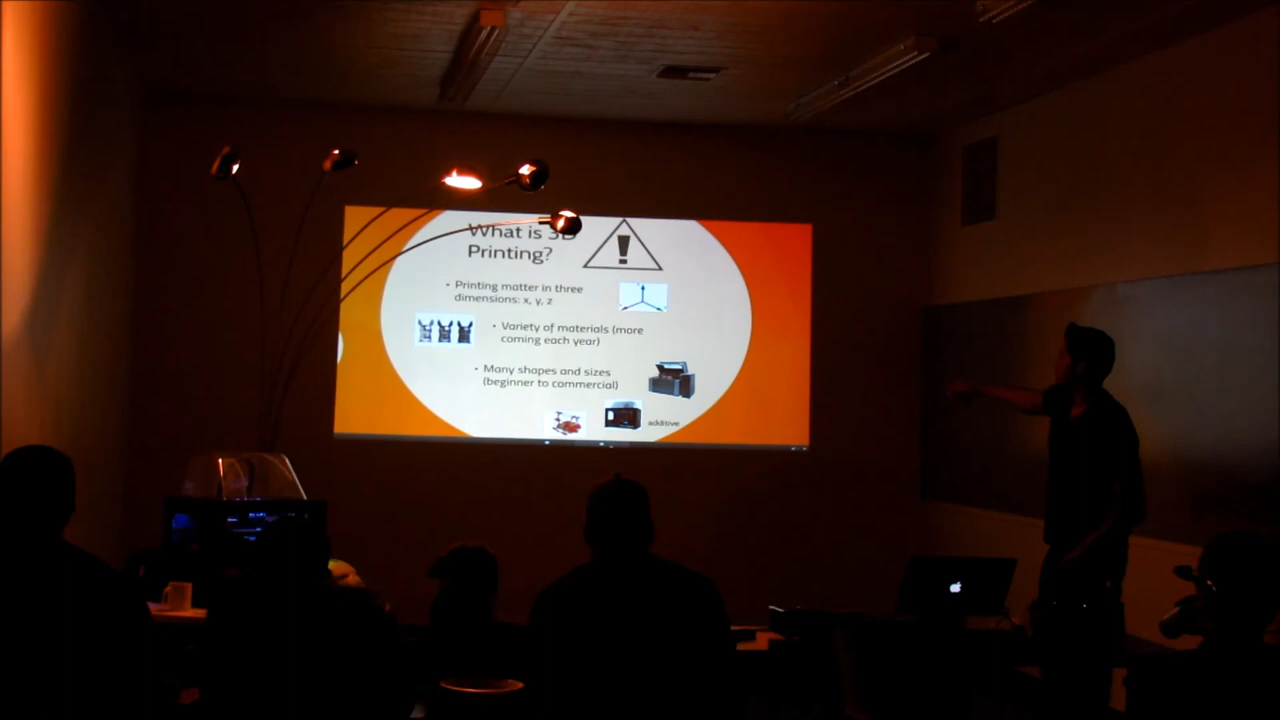 What is 3D
Printing?
• Printing matter in three
dimensions: x, y, z
• Variety of materials (more
coming each year)
• Many shapes and sizes
(beginner to commercial)
additive